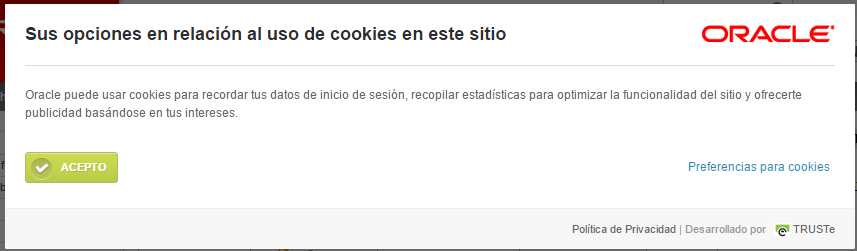 Sus opciones en relación al uso de cookies en este sitio
ORACLE®
Oracle puede usar cookies para recordar tus datos de inicio de sesión, recopilar estadísticas para optimizar la funcionalidad del sitio y ofrecerte
publicidad basándose en tus intereses.
ACEPTO
Preferencias para cookies
Política de Privacidad | Desarrollado por TRUSTe